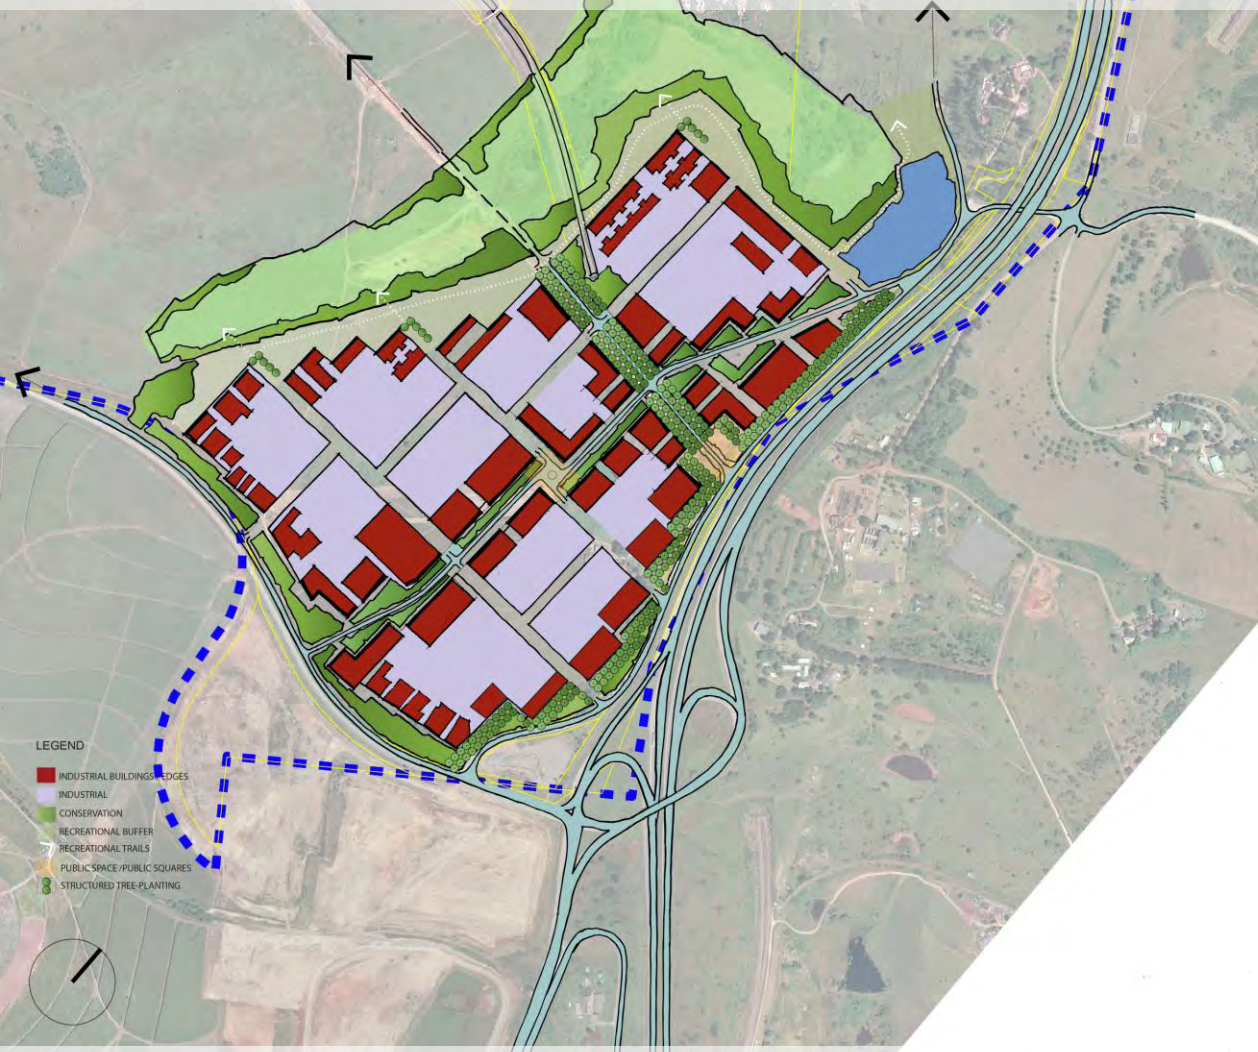 LEGEND
INDUSTRIAL BUILDINGS EDGES
INDUSTRIAL
CONSERVATION
RECREATIONAL BUFFER
RECREATIONAL TRAILS
PUBLIC SPACE /PUBLIC SQUARES
STRUCTURED TREE-PLANTING